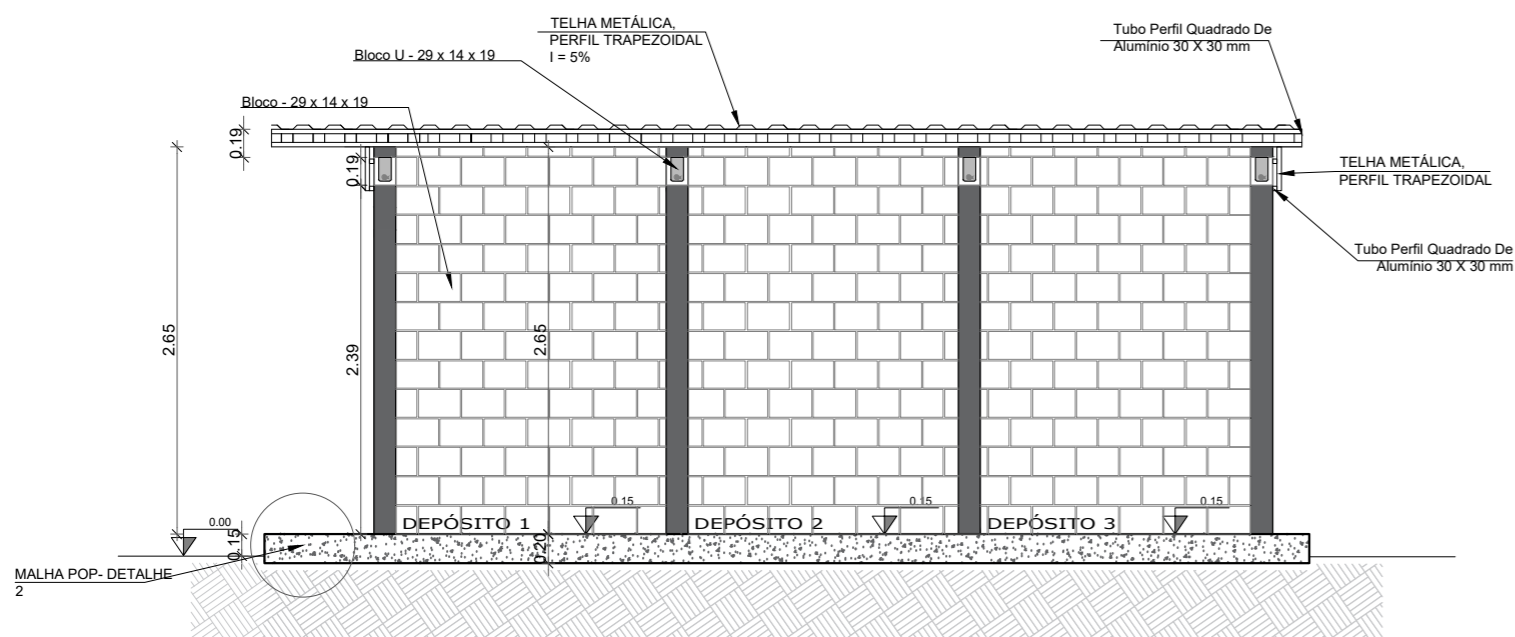 TELHA METÁLICA,
PERFIL TRAPEZOIDAL
I = 5%
Tubo Perfil Quadrado De
Alumínio 30 X 30 mm
Bloco U - 29 x 14 x 19
Bloco - 29 x 14 x 19
0.19
0.19
TELHA METÁLICA,
PERFIL TRAPEZOIDAL
Tubo Perfil Quadrado De
Alumínio 30 X 30 mm
2.65
2.39
2.65
0.15
0.15
0.15
0.00
DEPÓSITO 1
DEPÓSITO 2
DEPÓSITO 3
0.15
0.20
MALHA POP- DETALHE
2